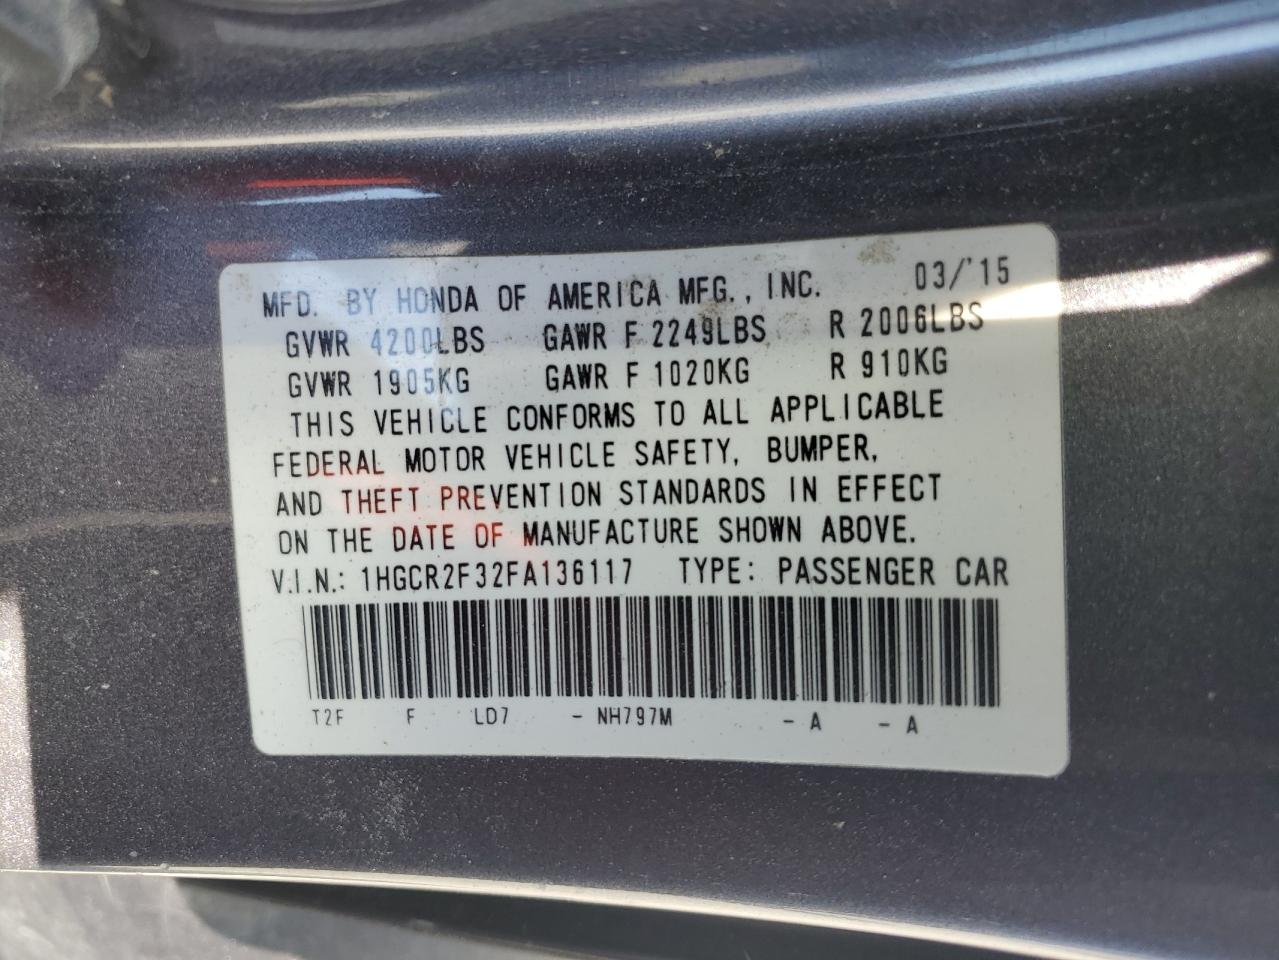 MFD. BY HONDA OF AMERICA MFG., INC. 03/'15
GVWR 4200LBS GAWR F 2249LBS R 2006LBS
GVWR 1905KG GAWR F 1020KG R 910KG
THIS VEHICLE CONFORMS TO ALL APPLICABLE
FEDERAL MOTOR VEHICLE SAFETY, BUMPER,
AND THEFT PREVENTION STANDARDS IN EFFECT
ON THE DATE OF MANUFACTURE SHOWN ABOVE.
V.I.N.: 1HGCR2F32FA136117 TYPE: PASSENGER CAR
T2F F LD7 - NH797M - A - A